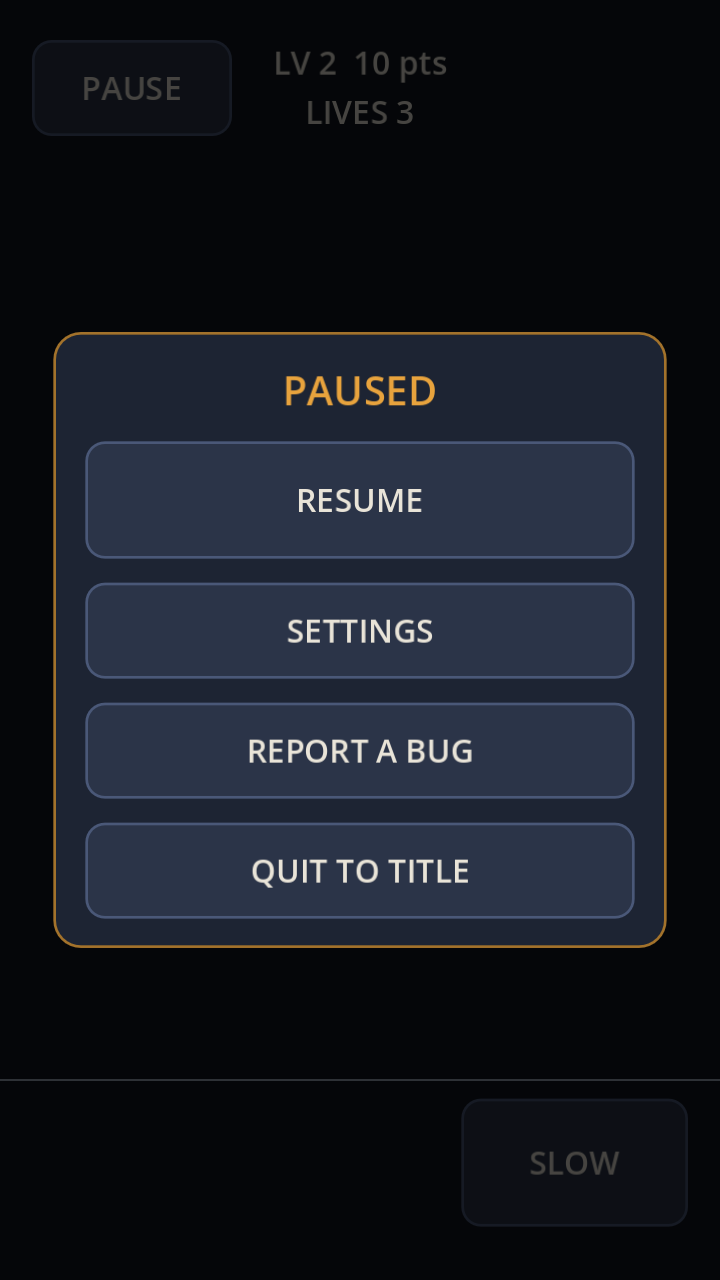 PAUSE
LV 2  10 pts
LIVES 3
PAUSED
RESUME
SETTINGS
REPORT A BUG
QUIT TO TITLE
SLOW